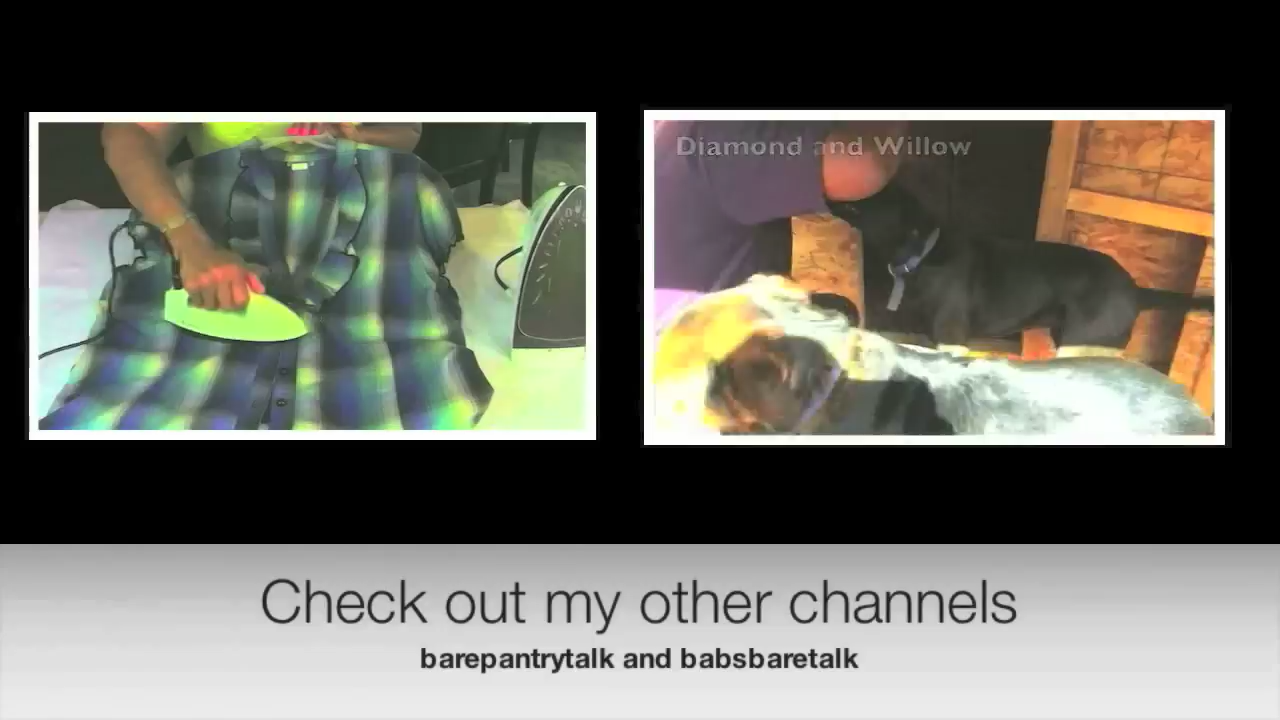 Diamond and Willow
Check out my other channels
barepantrytalk and babsbaretalk